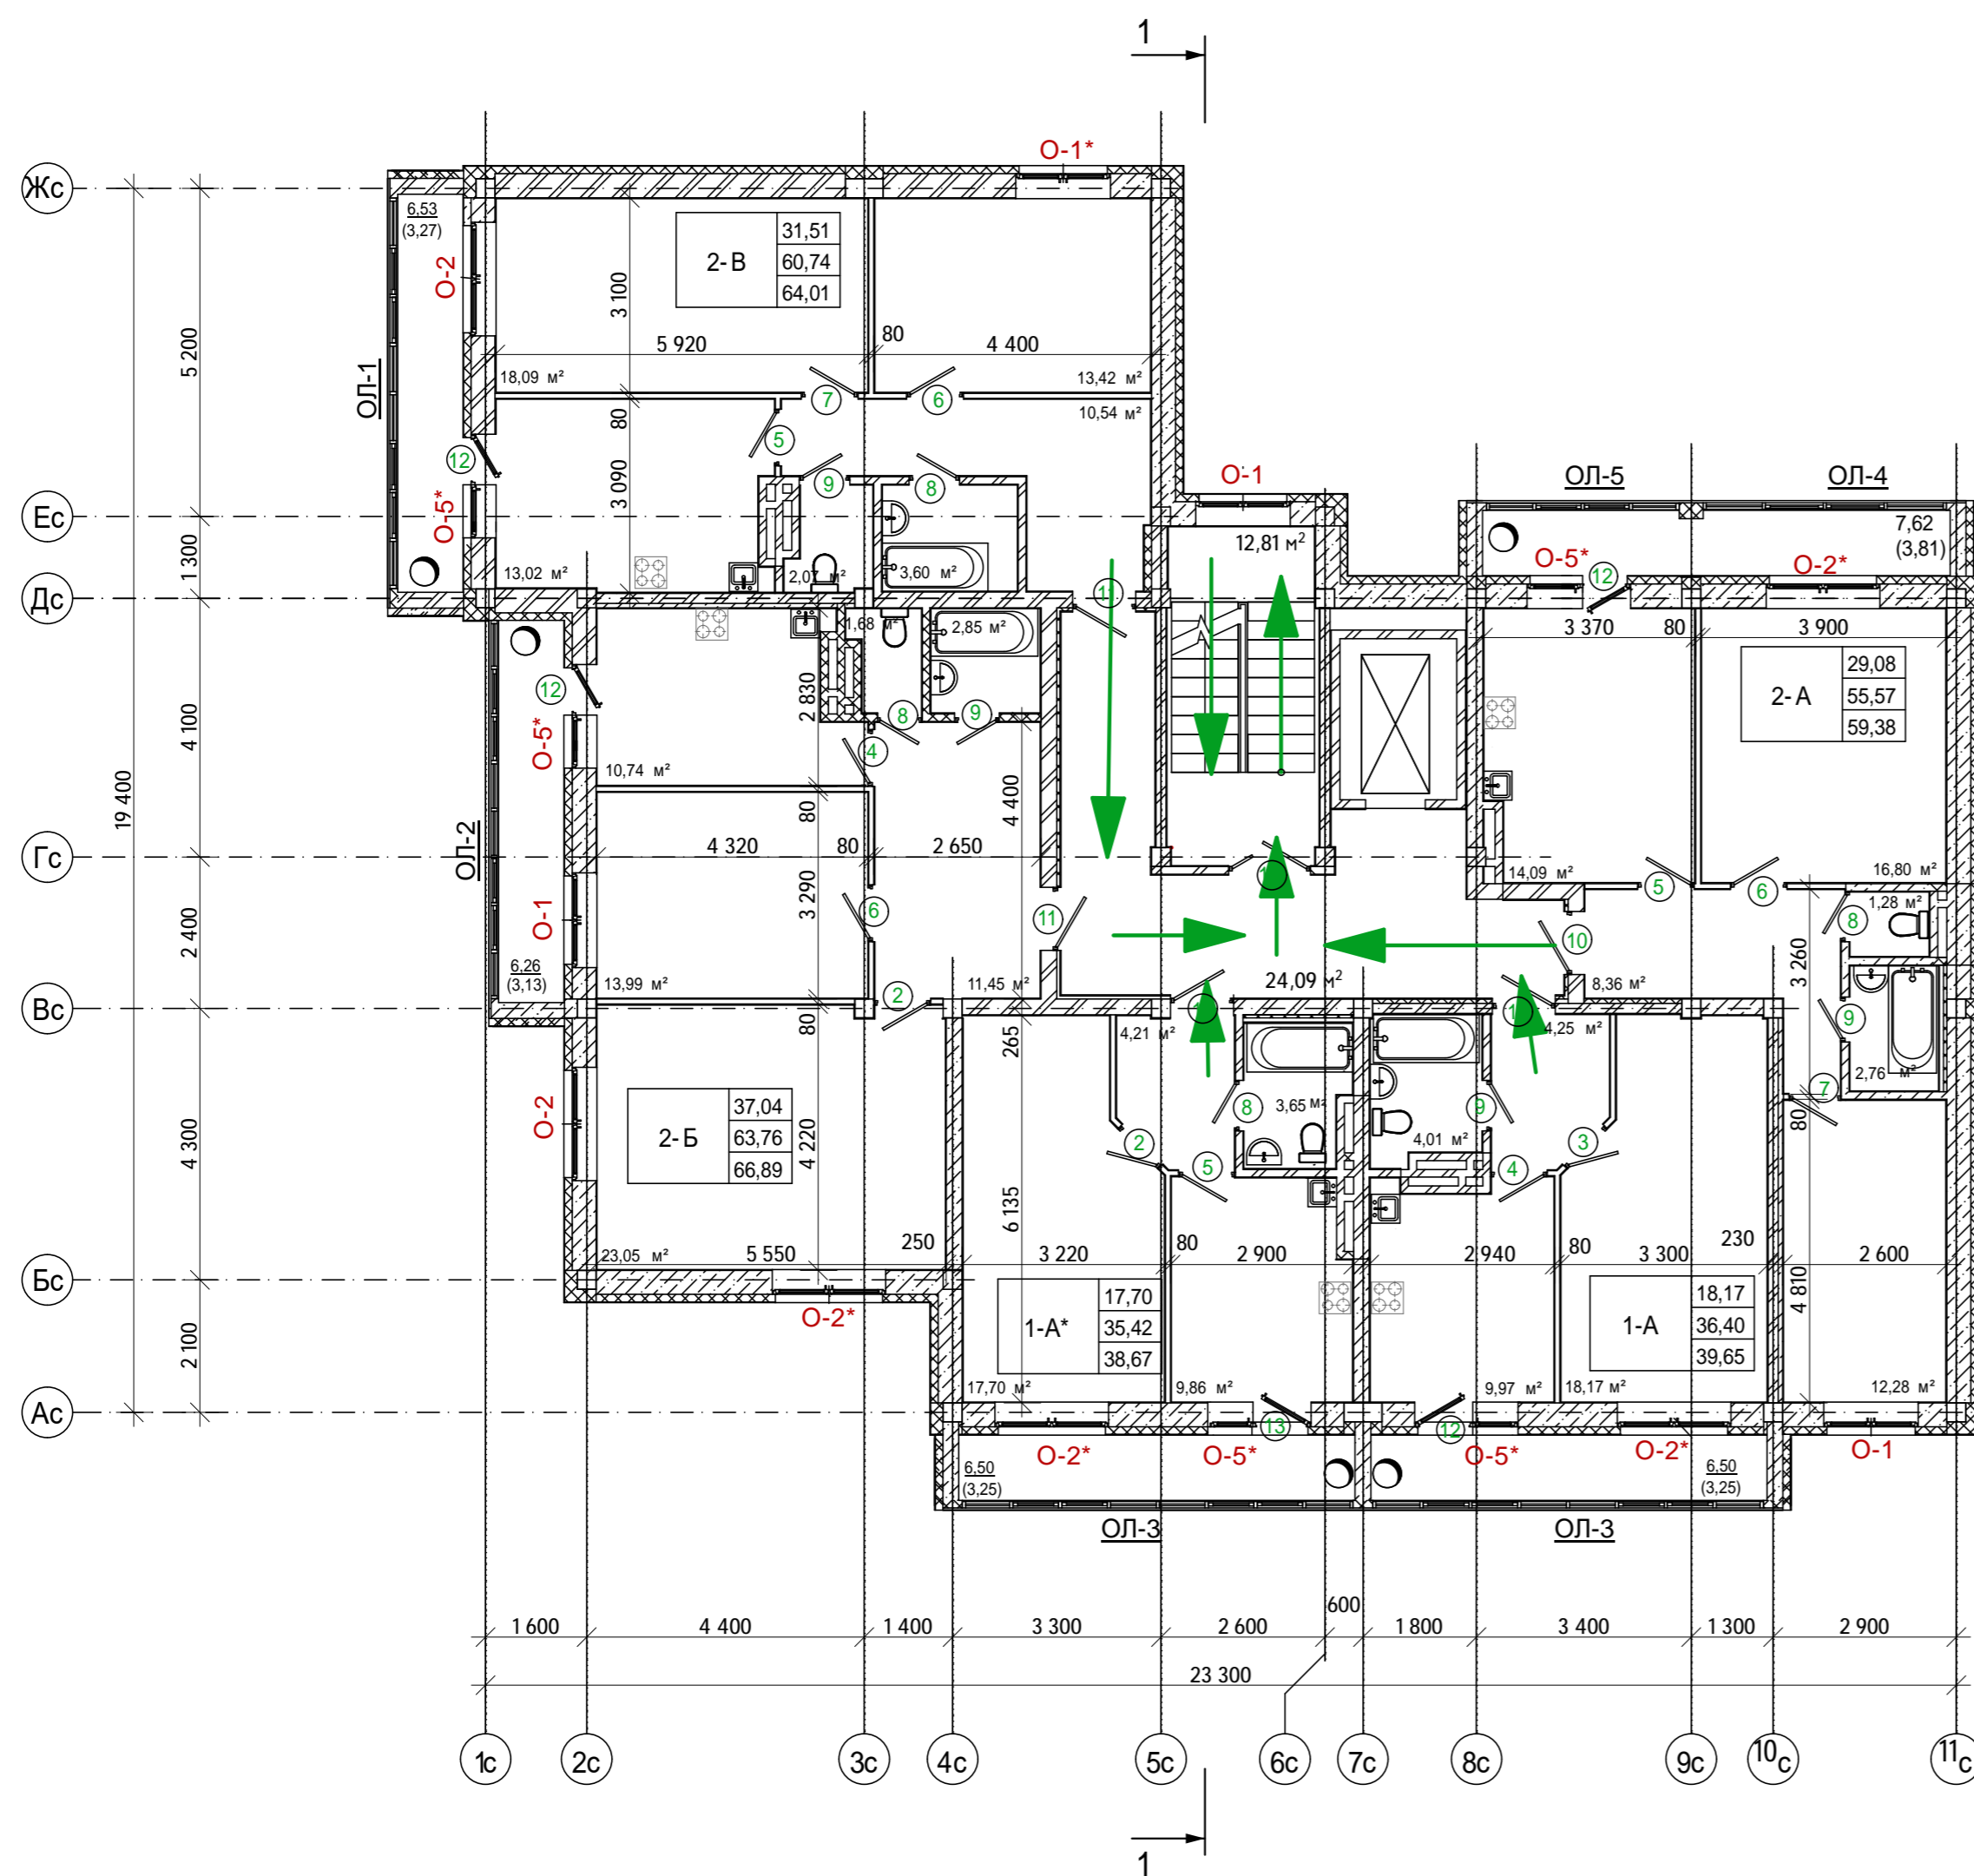 1
О-1*
Жс
6,53
(3,27)
2-В
31,51
60,74
64,01
О-2
3 100
5 920
80
4 400
5 200
ОЛ-1
18,09 м²
13,42 м²
7
6
10,54 м²
80
5
12
9
8
О-1
ОЛ-5
ОЛ-4
3 090
О-5*
Ес
12,81 м²
7,62
(3,81)
1 300
13,02 м²
2,07 м²
3,60 м²
О-5*
12
О-2*
Дс
11
1,68 м²
2,85 м²
3 370
80
3 900
12
2 830
2-А
29,08
55,57
59,38
4 100
О-5*
8
9
4
10,74 м²
80
4 400
19 400
ОЛ-2
Гс
4 320
80
2 650
14,09 м²
16,80 м²
5
6
3 290
О-1
6
11
8
1,28 м²
10
2 400
3 260
6,26
(3,13)
13,99 м²
11,45 м²
24,09 м²
8,36 м²
2
Вс
9
80
265
4,21 м²
4,25 м²
2,76 м²
7
О-2
2-Б
37,04
63,76
66,89
4 300
4 220
8
3,65 м²
9
4,01 м²
80
2
5
4
3
6 135
23,05 м²
5 550
250
3 220
80
2 900
2 940
80
3 300
230
2 600
Бс
1-А*
17,70
35,42
38,67
1-А
18,17
36,40
39,65
4 810
О-2*
2 100
17,70 м²
9,86 м²
9,97 м²
18,17 м²
12,28 м²
Ас
13
12
О-2*
О-5*
О-5*
О-2*
О-1
6,50
(3,25)
6,50
(3,25)
ОЛ-3
ОЛ-3
1 600
4 400
1 400
3 300
2 600
600
1 800
3 400
1 300
2 900
23 300
1с
2с
3с
4с
5с
6с
7с
8с
9с
10с
11с
1